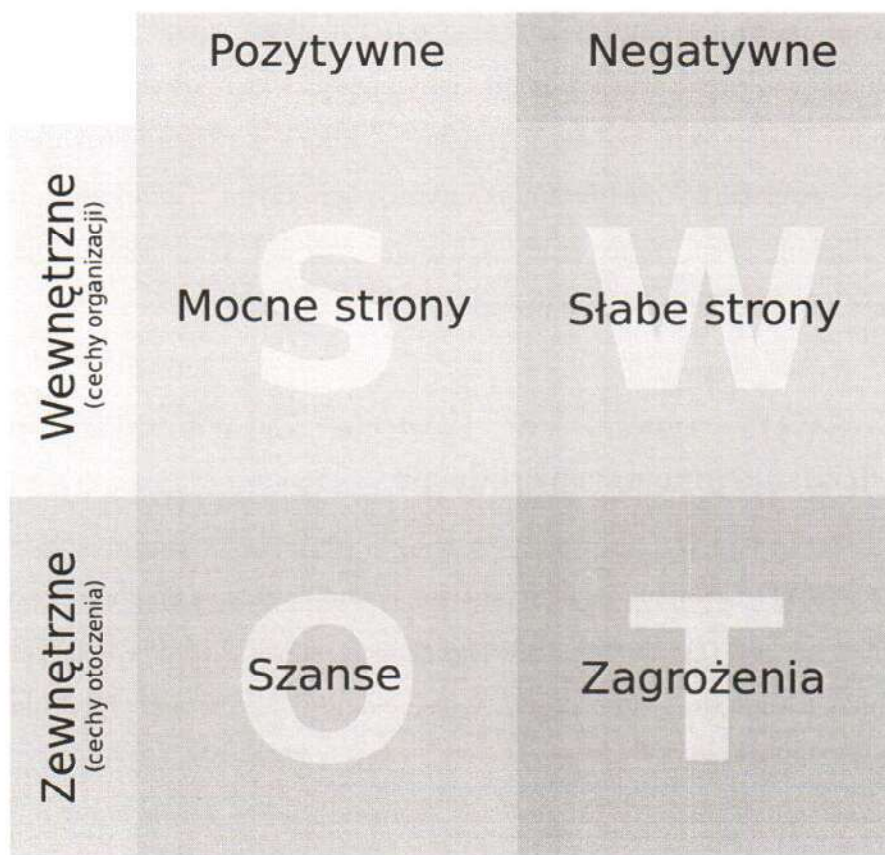 Pozytywne
Negatywne
Wewnętrzne
(cechy organizacji)
S
Mocne strony
W
Słabe strony
Zewnętrzne
(cechy otoczenia)
O
Szanse
T
Zagrożenia